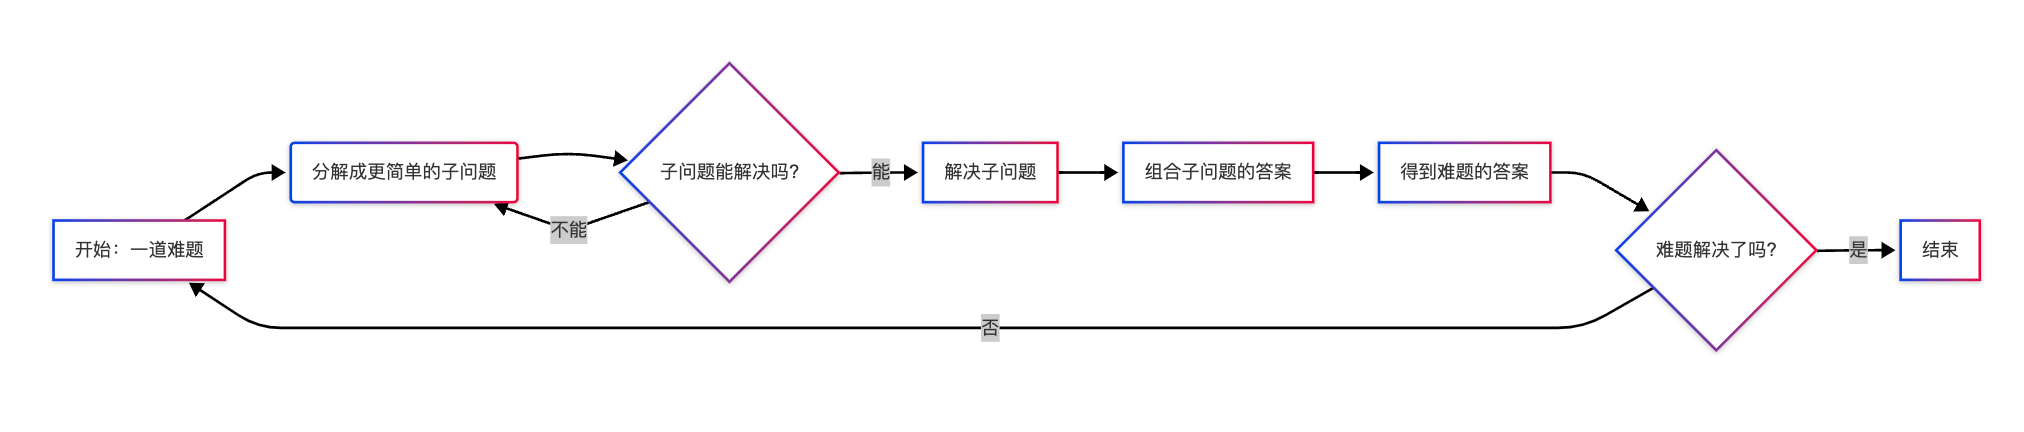 开始：一道难题
分解成更简单的子问题
子问题能解决吗?
不能
能
解决子问题
组合子问题的答案
得到难题的答案
难题解决了吗?
否
是
结束